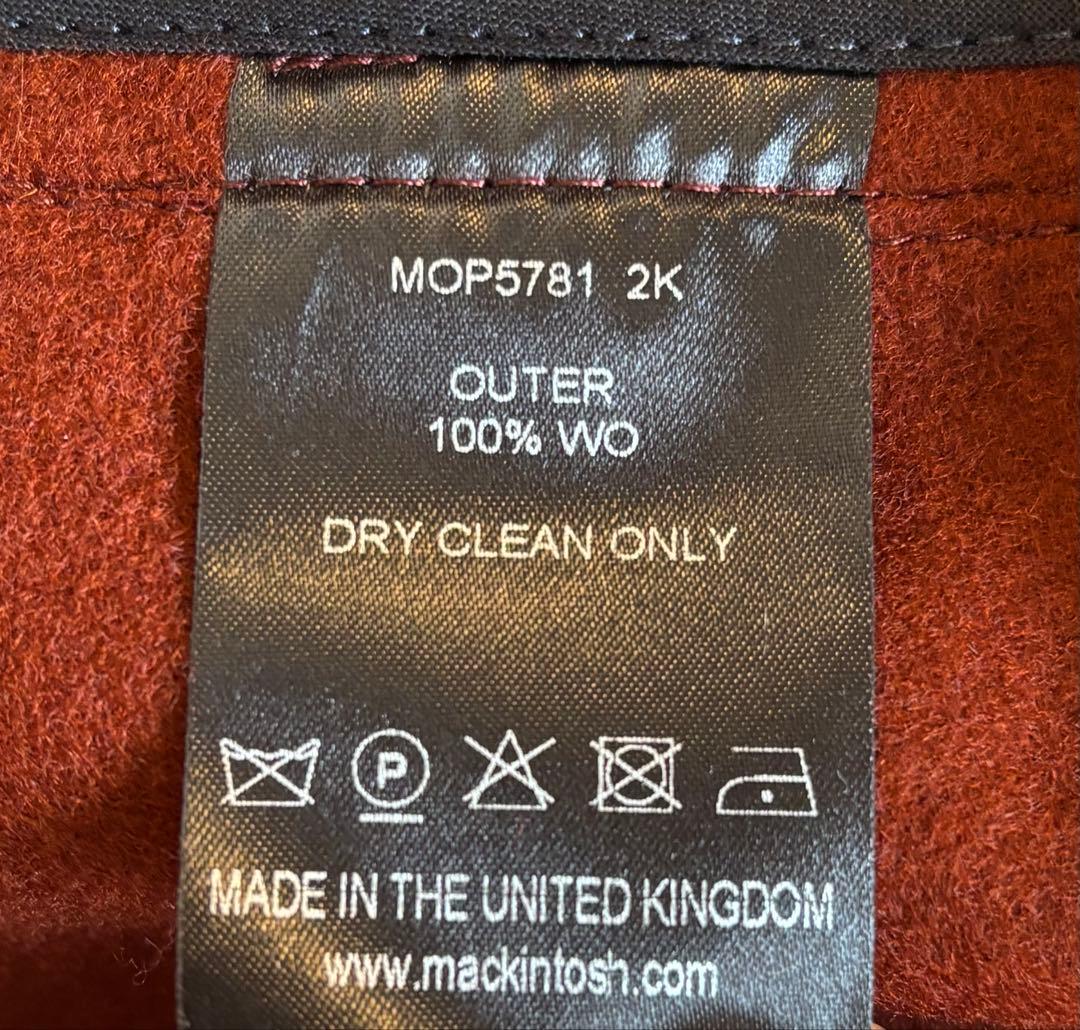 MOP5781 2K
OUTER
100% WO
DRY CLEAN ONLY
P
MADE IN THE UNITED KINGDOM
www.mackintosh.com